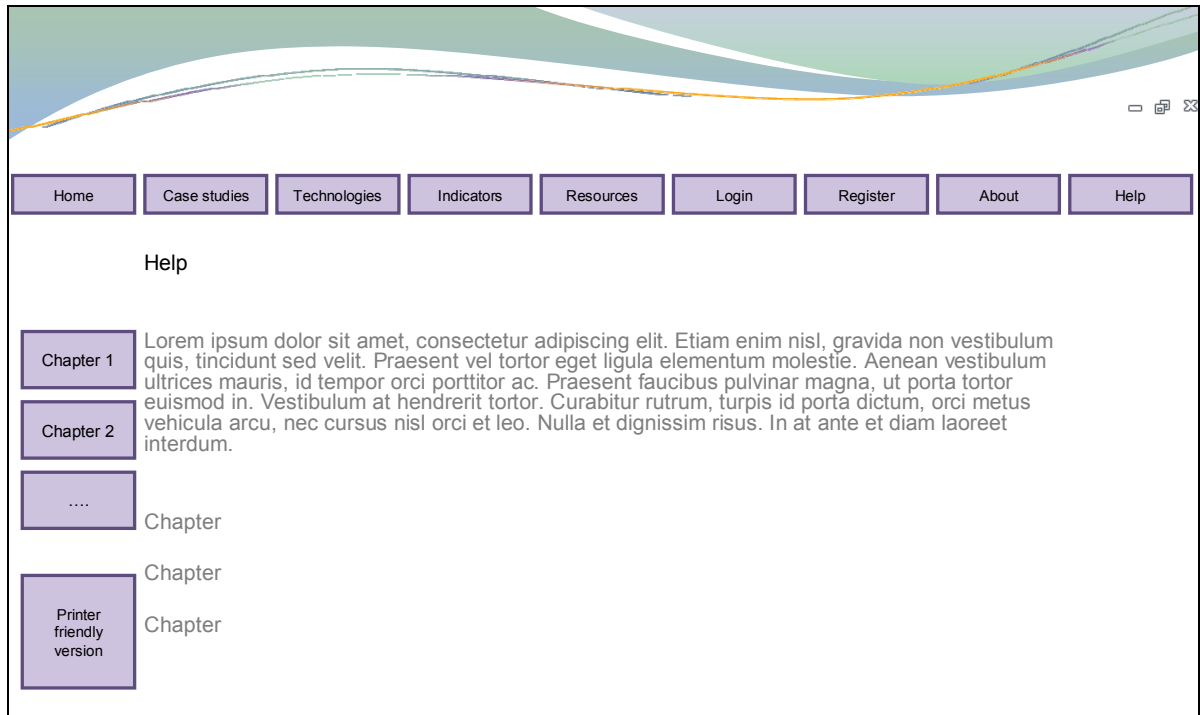 Home Case studies Technologies Indicators Resources Login Register About Help
Help
Chapter 1
Chapter 2
....
Printer
friendly
version
Lorem ipsum dolor sit amet, consectetur adipiscing elit. Etiam enim nisl, gravida non vestibulum
quis, tincidunt sed velit. Praesent vel tortor eget ligula elementum molestie. Aenean vestibulum
ultrices mauris, id tempor orci porttitor ac. Praesent faucibus pulvinar magna, ut porta tortor
euismod in. Vestibulum at hendrerit tortor. Curabitur rutrum, turpis id porta dictum, orci metus
vehicula arcu, nec cursus nisl orci et leo. Nulla et dignissim risus. In at ante et diam laoreet
interdum.
Chapter
Chapter
Chapter